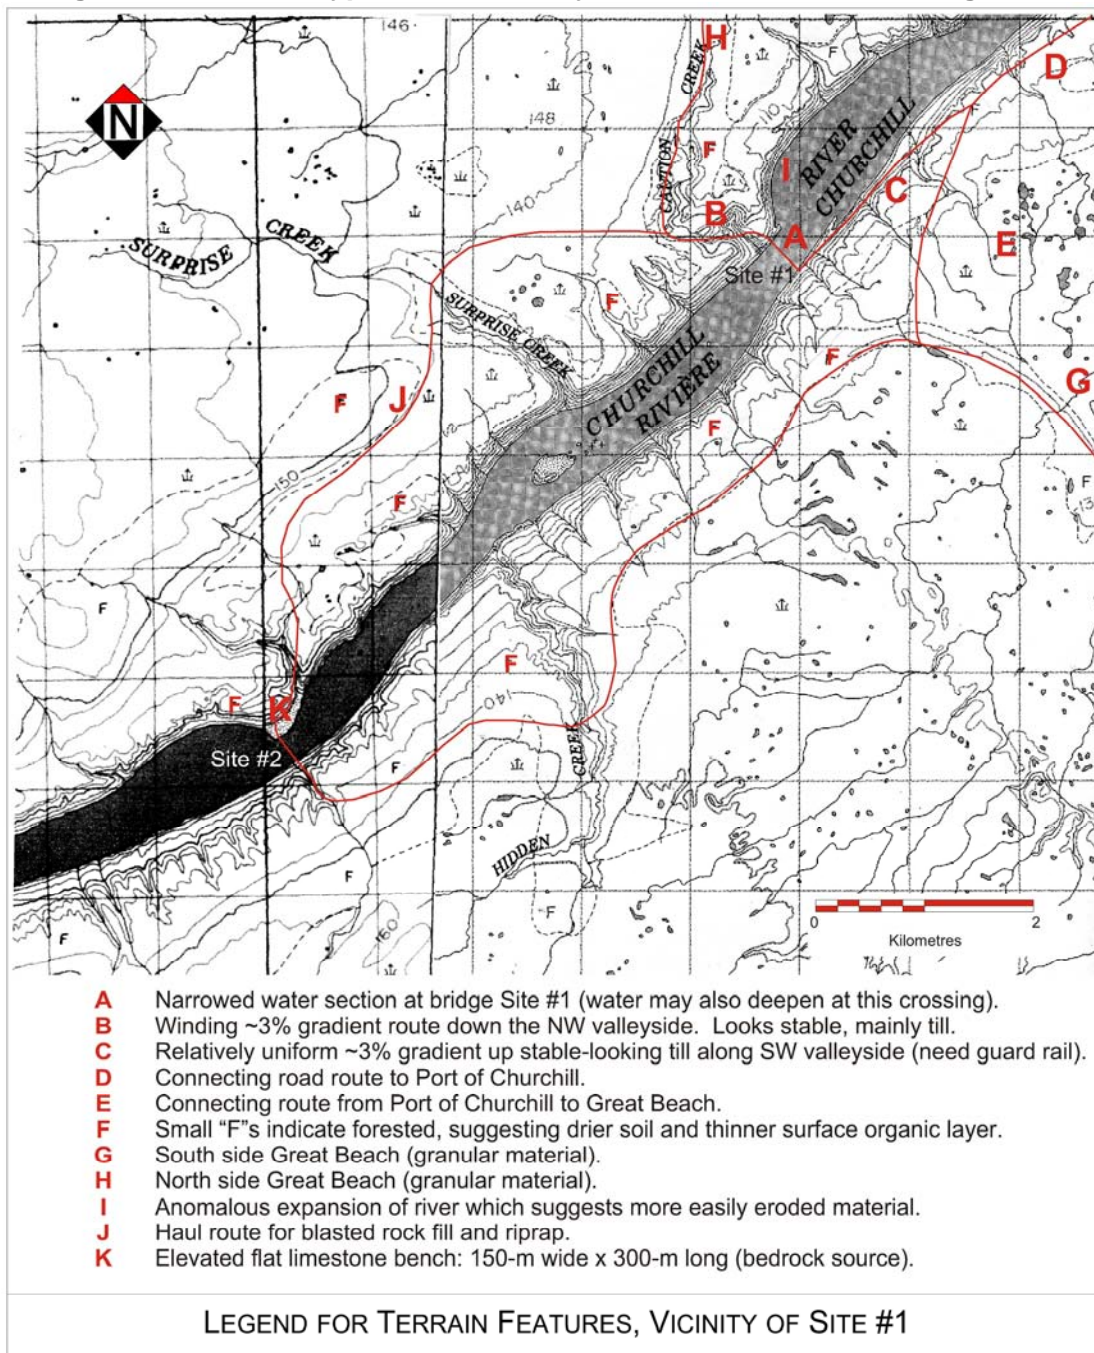 146
H
D
F
N
CREEK
110
148
F
I
RIVER
CHURCHILL
C
CAUTION
140
B
A
E
SURPRISE
CREEK
Site #1
F
SURPRISE CREEK
F
CHURCHILL
RIVIÈRE
F
J
G
F
150
F
F
F
F
140
F
K
Site #2
F
CREEK
HIDDEN
F
F
F
160
0
2
Kilometres
A Narrowed water section at bridge Site #1 (water may also deepen at this crossing).
B Winding ~3% gradient route down the NW valleyside. Looks stable, mainly till.
C Relatively uniform ~3% gradient up stable-looking till along SW valleyside (need guard rail).
D Connecting road route to Port of Churchill.
E Connecting route from Port of Churchill to Great Beach.
F Small “F”s indicate forested, suggesting drier soil and thinner surface organic layer.
G South side Great Beach (granular material).
H North side Great Beach (granular material).
I Anomalous expansion of river which suggests more easily eroded material.
J Haul route for blasted rock fill and riprap.
K Elevated flat limestone bench: 150-m wide x 300-m long (bedrock source).
LEGEND FOR TERRAIN FEATURES, VICINITY OF SITE #1